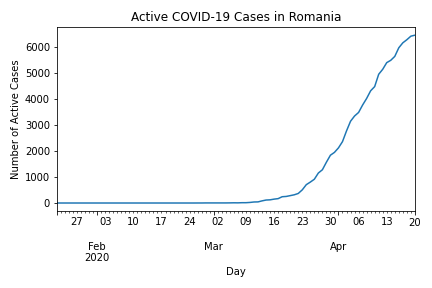 Active COVID-19 Cases in Romania
Number of Active Cases
6000
5000
4000
3000
2000
1000
0
27 03 10 17 24 02 09 16 23 30 06 13 20
Feb Mar Apr
2020
Day